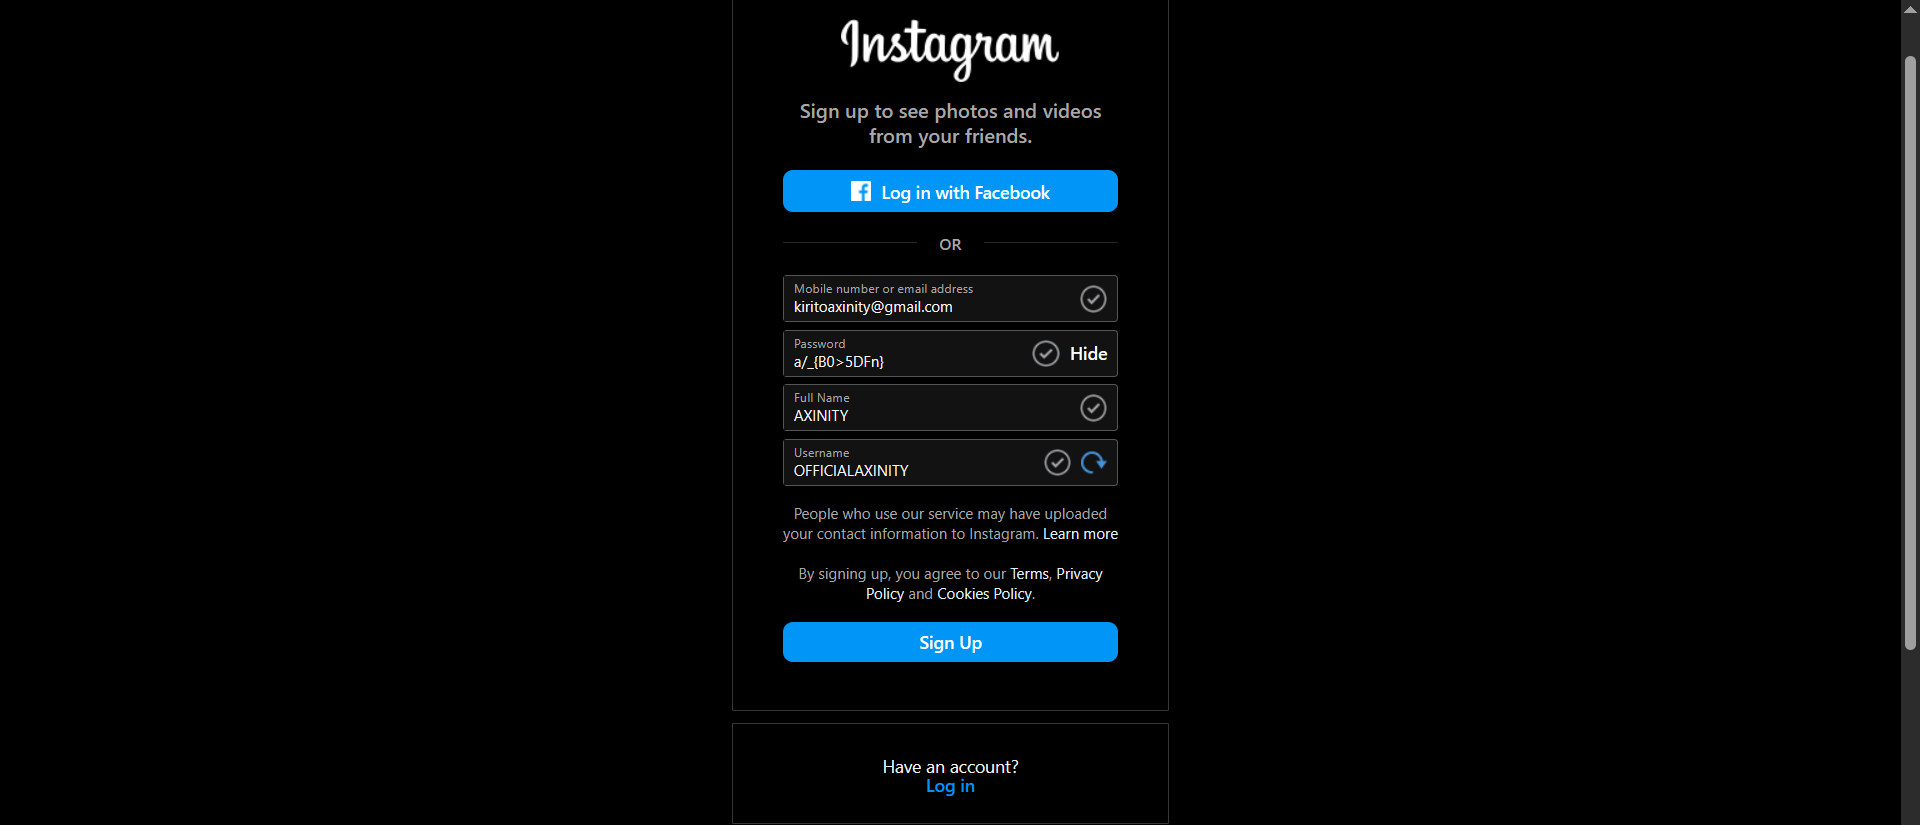 Instagram
Sign up to see photos and videos
from your friends.
Log in with Facebook
OR
Mobile number or email address
kiritoaxinity@gmail.com
Password
a/_{B0>5DFn}
Hide
Full Name
AXINITY
Username
OFFICIALAXINITY
People who use our service may have uploaded
your contact information to Instagram. Learn more
By signing up, you agree to our Terms, Privacy
Policy and Cookies Policy.
Sign Up
Have an account?
Log in